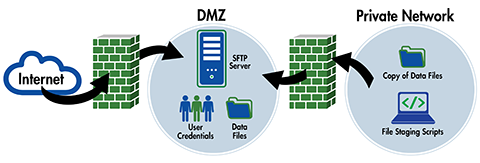 DMZ
Private Network
Internet
SFTP
Server
User
Credentials
Data
Files
Copy of Data Files
File Staging Scripts